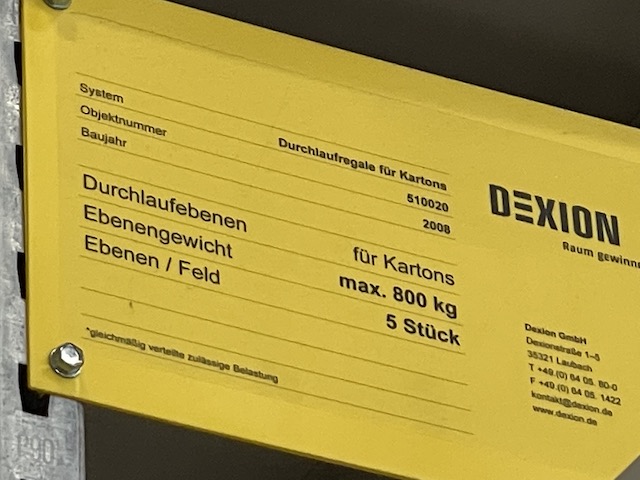 System Durchlaufregale für Kartons
Objektnummer 510020
Baujahr 2008
Durchlaufebenen für Kartons
Ebenengewicht max. 800 kg
Ebenen / Feld 5 Stück
*gleichmäßig verteilte zulässige Belastung
DEXION
Raum gewinne
Dexion GmbH
Dexionstraße 1–5
35321 Laubach
T +49.(0) 64 05. 80-0
F +49.(0) 64 05. 1422
kontakt@dexion.de
www.dexion.de